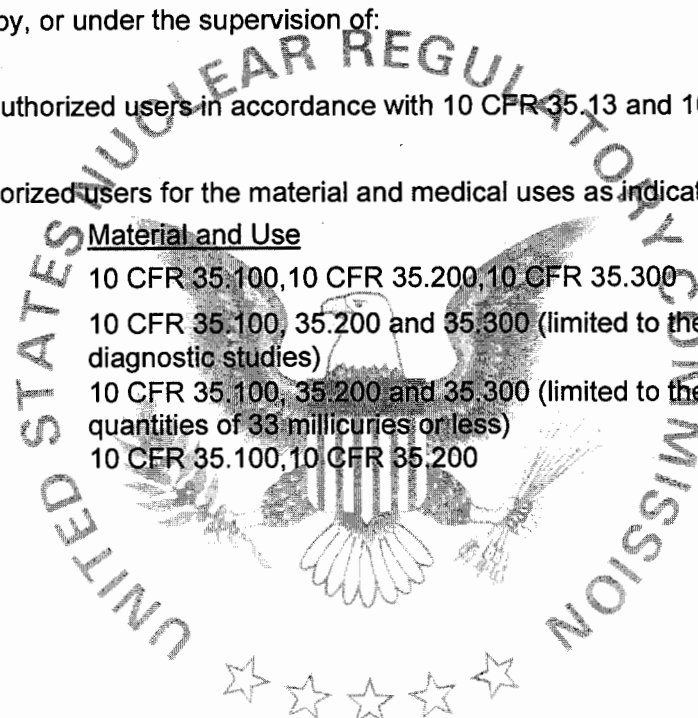 by, or under the supervision of:
uthorized users in accordance with 10 CFR 35.13 and 10
orized users for the material and medical uses as indicat
Material and Use
10 CFR 35.100,10 CFR 35.200,10 CFR 35.300
10 CFR 35.100, 35.200 and 35.300 (limited to the
diagnostic studies)
10 CFR 35.100, 35.200 and 35.300 (limited to the
quantities of 33 millicuries or less)
10 CFR 35.100,10 CFR 35.200
UNITED STATES NUCLEAR REGULATORY COMMISSION